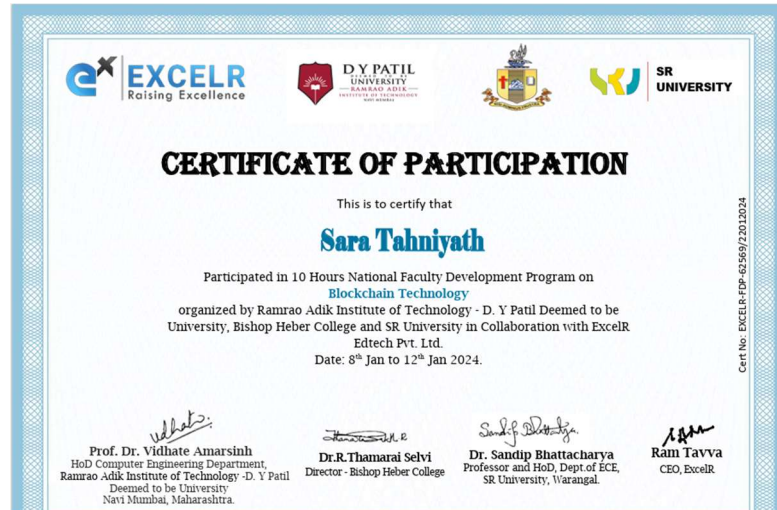 EXCELR
Raising Excellence
D Y PATIL
DEEMED TO BE
UNIVERSITY
RAMRAO ADIK
INSTITUTE OF TECHNOLOGY
NAVI MUMBAI
SR
UNIVERSITY
CERTIFICATE OF PARTICIPATION
This is to certify that
Sara Tahniyath
Participated in 10 Hours National Faculty Development Program on
Blockchain Technology
organized by Ramrao Adik Institute of Technology - D. Y Patil Deemed to be
University, Bishop Heber College and SR University in Collaboration with ExcelR
Edtech Pvt. Ltd.
Date: 8th Jan to 12th Jan 2024.
Cert No: EXCELR-FDP-62569/22012024
Prof. Dr. Vidhate Amarsinh
HoD Computer Engineering Department,
Ramrao Adik Institute of Technology -D. Y Patil
Deemed to be University
Navi Mumbai, Maharashtra.
Dr.R.Thamarai Selvi
Director - Bishop Heber College
Dr. Sandip Bhattacharya
Professor and HoD, Dept.of ECE,
SR University, Warangal.
Ram Tavva
CEO, ExcelR